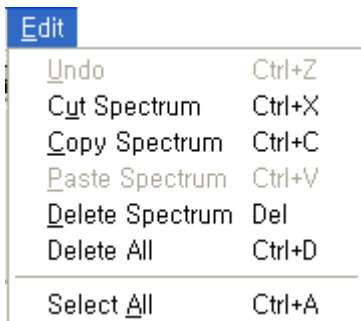 Edit
Undo Ctrl+Z
Cut Spectrum Ctrl+X
Copy Spectrum Ctrl+C
Paste Spectrum Ctrl+V
Delete Spectrum Del
Delete All Ctrl+D
Select All Ctrl+A